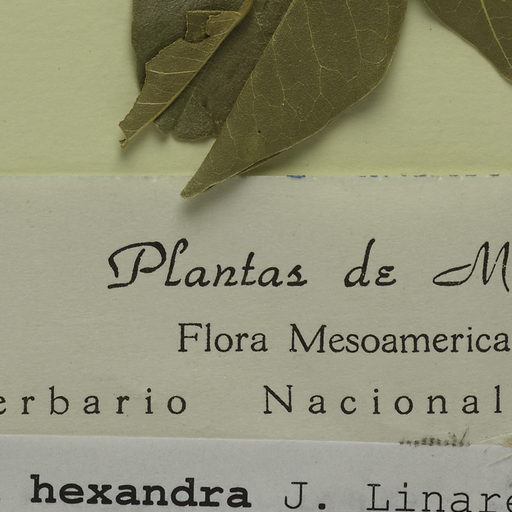 Plantas de M
Flora Mesoamerica
erbario Nacional
hexandra J. Linare